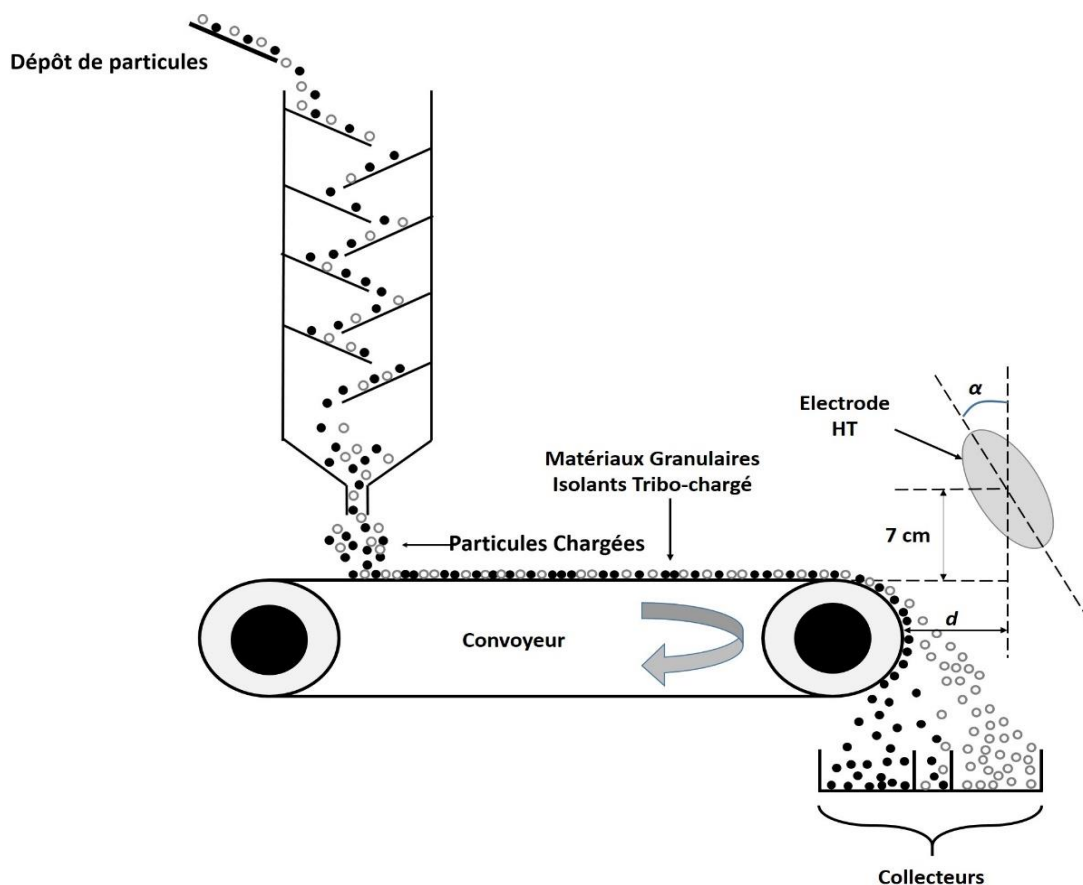 Dépôt de particules
α
Electrode
HT
Matériaux Granulaires
Isolants Tribo-chargé
7 cm
Particules Chargées
d
Convoyeur
Collecteurs